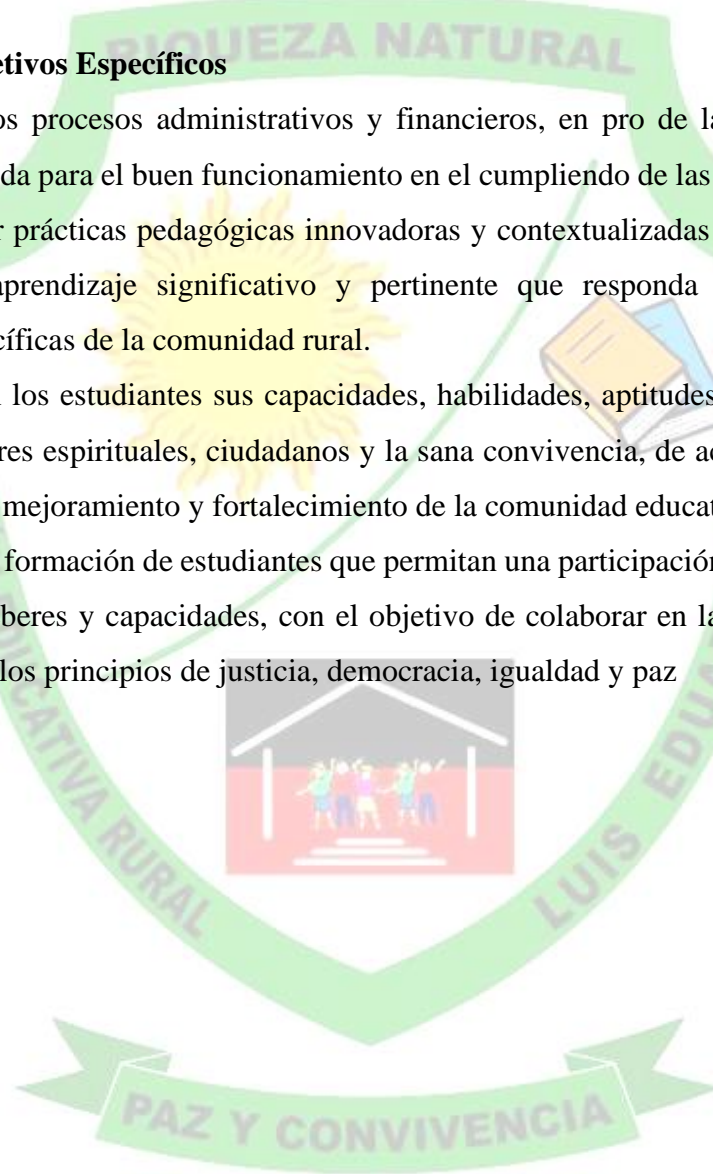 RIQUEZA NATURAL
etivos Específicos
os procesos administrativos y financieros, en pro de la
da para el buen funcionamiento en el cumpliendo de las
r prácticas pedagógicas innovadoras y contextualizadas
aprendizaje significativo y pertinente que responda
cíficas de la comunidad rural.
n los estudiantes sus capacidades, habilidades, aptitudes
res espirituales, ciudadanos y la sana convivencia, de ac
mejoramiento y fortalecimiento de la comunidad educat
formación de estudiantes que permitan una participación
beres y capacidades, con el objetivo de colaborar en la
los principios de justicia, democracia, igualdad y paz
DUCATIVA RURAL
LUIS EDUAR
PAZ Y CONVIVENCIA